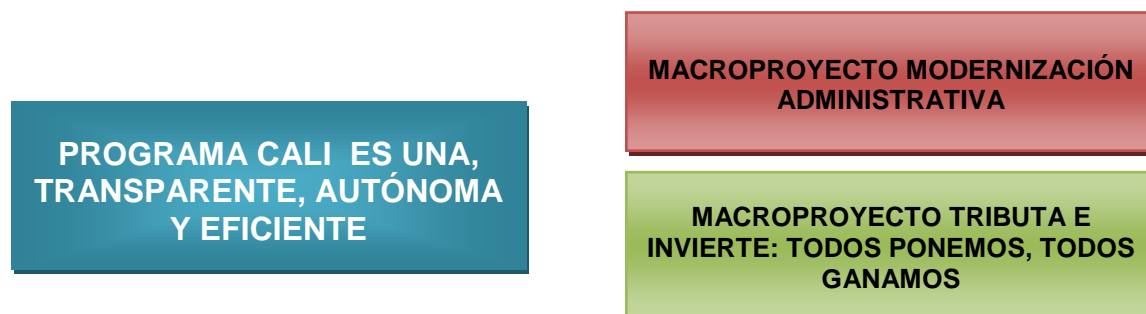 PROGRAMA CALI  ES UNA,
TRANSPARENTE, AUTÓNOMA
Y EFICIENTE
MACROPROYECTO MODERNIZACIÓN
ADMINISTRATIVA
MACROPROYECTO TRIBUTA E
INVIERTE: TODOS PONEMOS, TODOS
GANAMOS